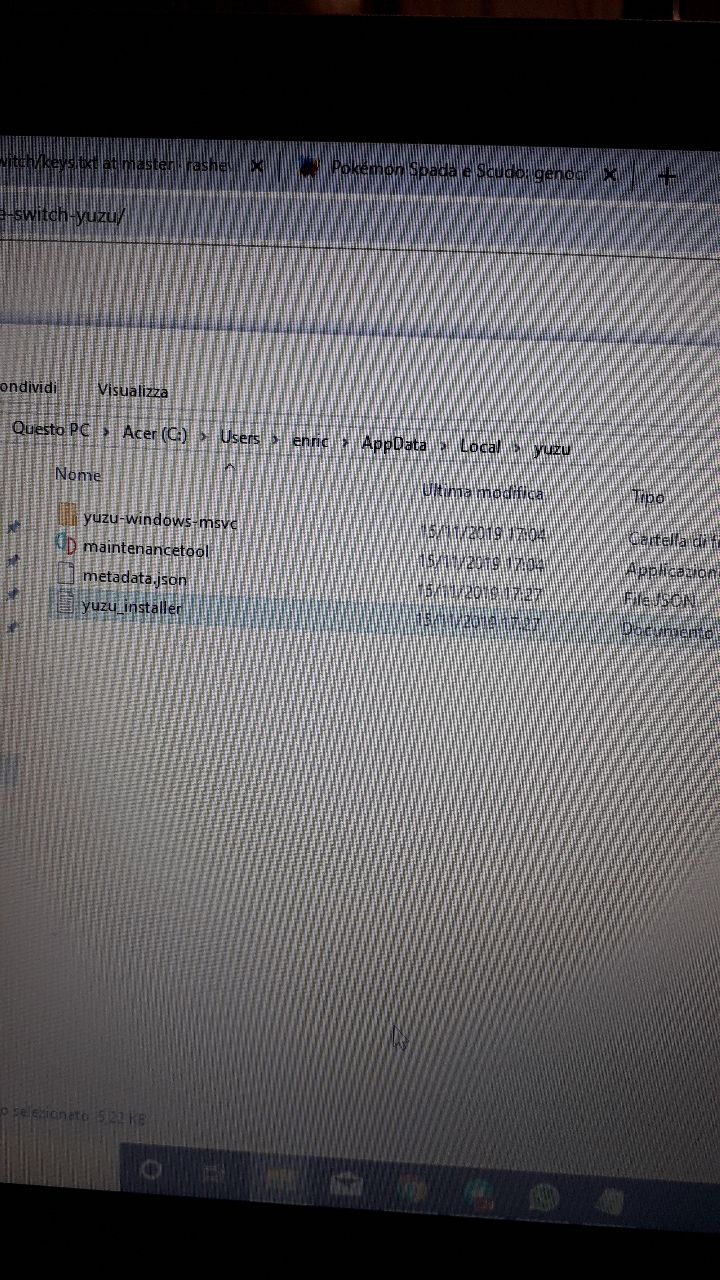 witch/keys.txt at master · rashe
Pokémon Spada e Scudo: genoci
e-switch-yuzu/
ondividi Visualizza
Questo PC › Acer (C:) › Users › enric › AppData › Local › yuzu
Nome Ultima modifica Tipo
yuzu-windows-msvc 15/11/2019 17:04 Cartella di f
maintenancetool 15/11/2019 17:04 Applicazion
metadata.json 15/11/2019 17:27 File JSON
yuzu_installer 15/11/2019 17:27 Documento
o selezionato 5,22 KB